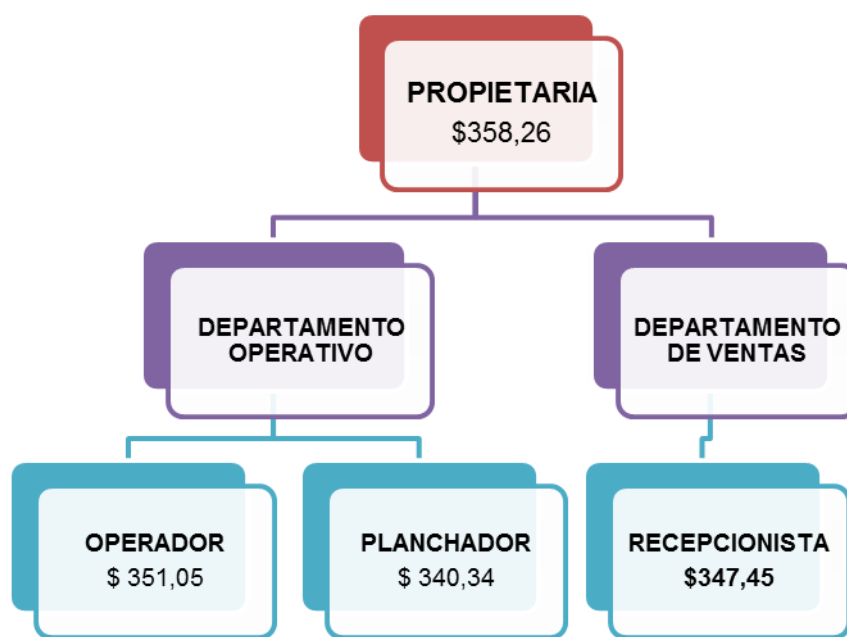 PROPIETARIA
$358,26
DEPARTAMENTO
OPERATIVO
DEPARTAMENTO
DE VENTAS
OPERADOR
$ 351,05
PLANCHADOR
$ 340,34
RECEPCIONISTA
$347,45